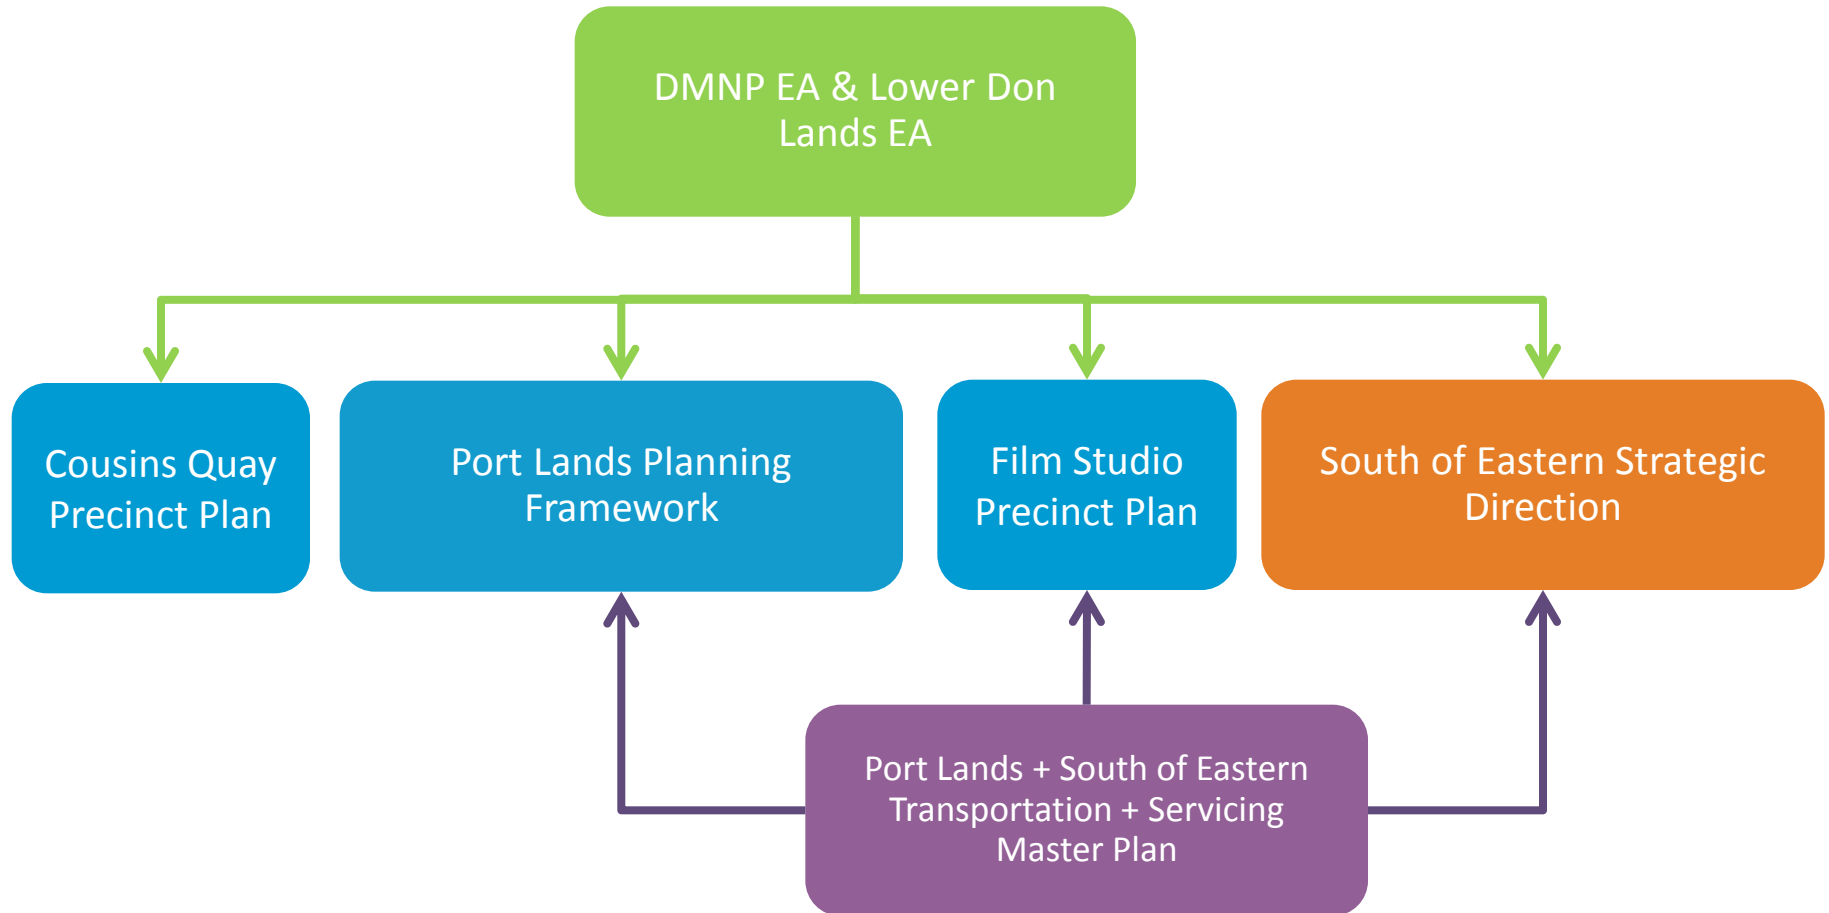 DMNP EA & Lower Don
Lands EA
Cousins Quay
Precinct Plan
Port Lands Planning
Framework
Film Studio
Precinct Plan
South of Eastern Strategic
Direction
Port Lands + South of Eastern
Transportation + Servicing
Master Plan